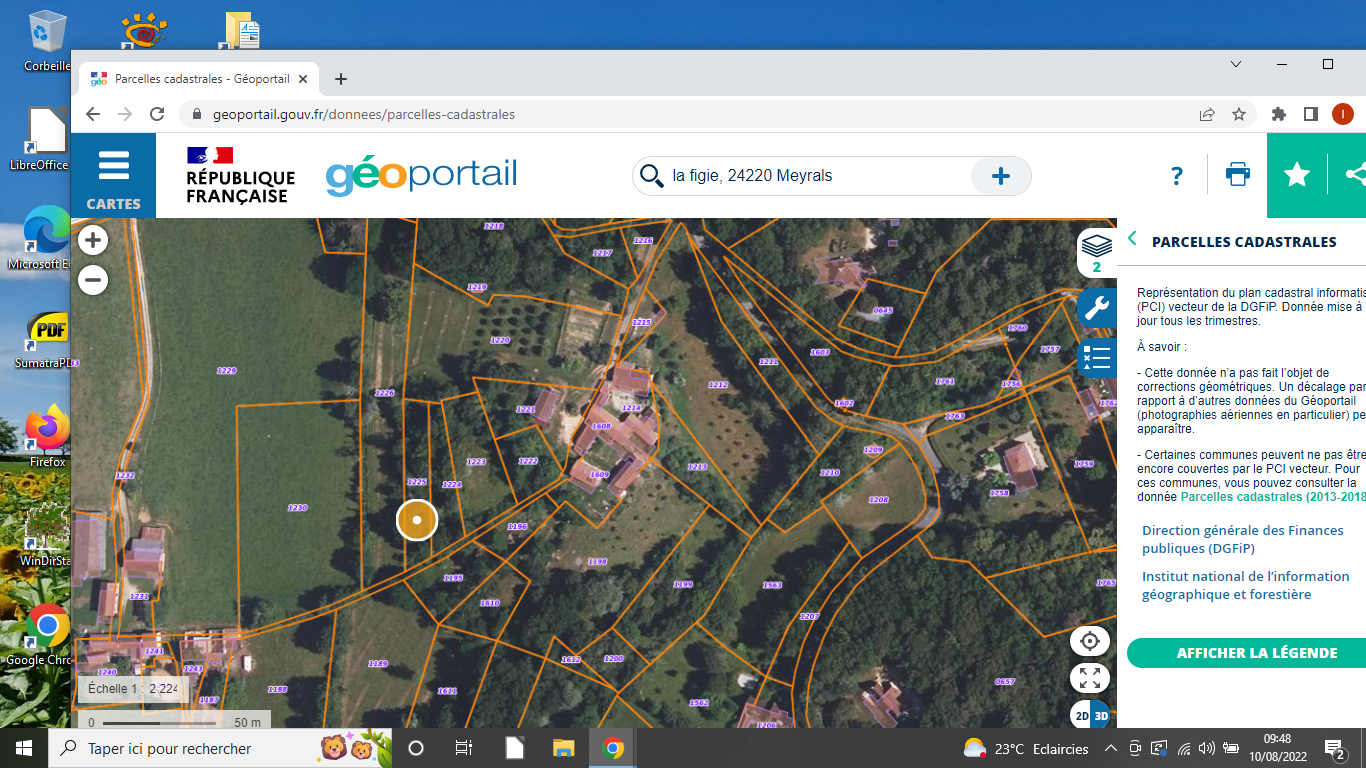 Corbeille
LibreOffice
Microsoft E
PDF
SumatraPD
Firefox
WinDirSta
Google Chro
Parcelles cadastrales - Géoportail
geoportail.gouv.fr/donnees/parcelles-cadastrales
I
CARTES
RÉPUBLIQUE
FRANÇAISE
géoportail
la figie, 24220 Meyrals
?
2
PARCELLES CADASTRALES
Représentation du plan cadastral informatis
(PCI) vecteur de la DGFiP. Donnée mise à
jour tous les trimestres.
À savoir :
- Cette donnée n'a pas fait l'objet de
corrections géométriques. Un décalage par
rapport à d'autres données du Géoportail
(photographies aériennes en particulier) pe
apparaître.
- Certaines communes peuvent ne pas être
encore couvertes par le PCI vecteur. Pour
ces communes, vous pouvez consulter la
donnée Parcelles cadastrales (2013-2018
Direction générale des Finances
publiques (DGFiP)
Institut national de l'information
géographique et forestière
AFFICHER LA LÉGENDE
1218
1216
1217
1219
0645
1215
1760
1220
1603
1757
1211
1229
1761
1756
1212
1226
1602
1762
1221
1214
1763
1608
1209
1223
1222
1213
1759
1232
1609
1210
1225
1224
1208
1758
1230
1196
1198
1195
1199
1563
1765
1231
1610
1207
1241
1612
1200
1189
1243
1240
0657
1188
1611
1187
1562
1206
Échelle 1 : 2 224
0 50 m
2D 3D
Taper ici pour rechercher
23°C Eclaircies
09:48
10/08/2022
2